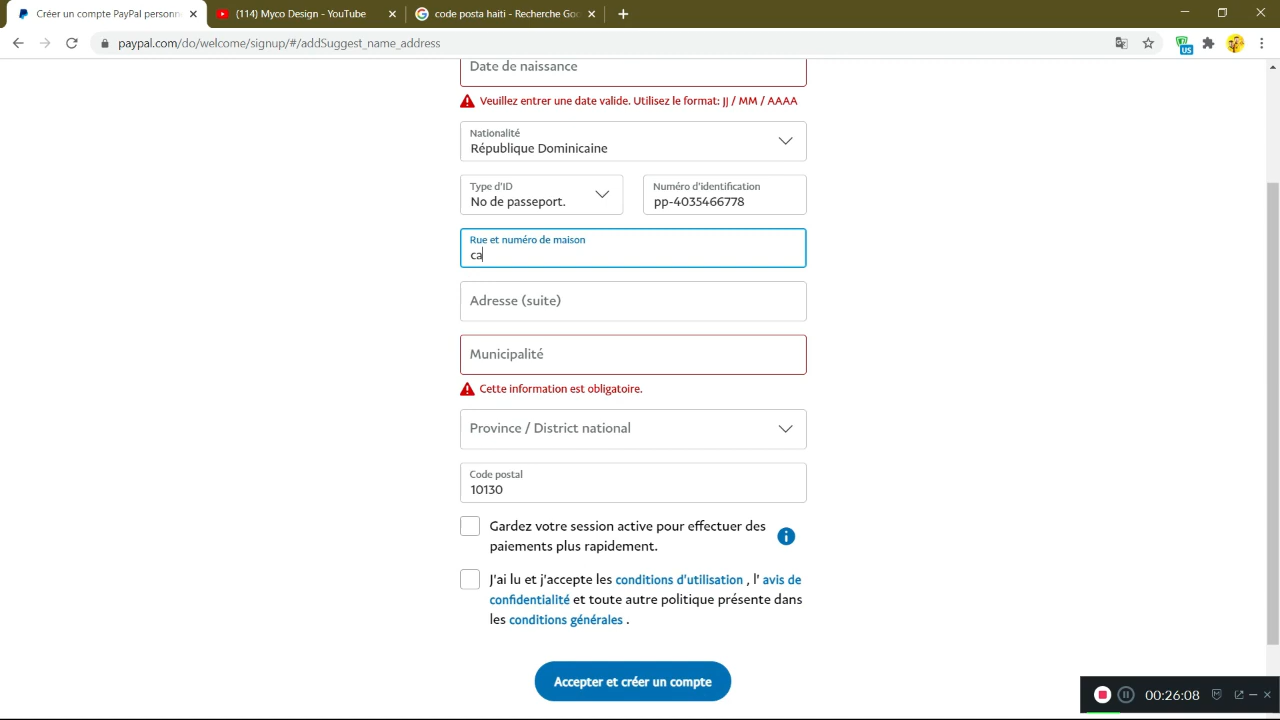 Créer un compte PayPal personn
(114) Myco Design - YouTube
code posta haiti - Recherche Goo
paypal.com/do/welcome/signup/#/addSuggest_name_address
US
Date de naissance
Veuillez entrer une date valide. Utilisez le format: JJ / MM / AAAA
Nationalité
République Dominicaine
Type d'ID
No de passeport.
Numéro d'identification
pp-4035466778
Rue et numéro de maison
ca
Adresse (suite)
Municipalité
Cette information est obligatoire.
Province / District national
Code postal
10130
Gardez votre session active pour effectuer des
paiements plus rapidement.
J'ai lu et j'accepte les conditions d'utilisation , l' avis de
confidentialité et toute autre politique présente dans
les conditions générales .
Accepter et créer un compte
00:26:08